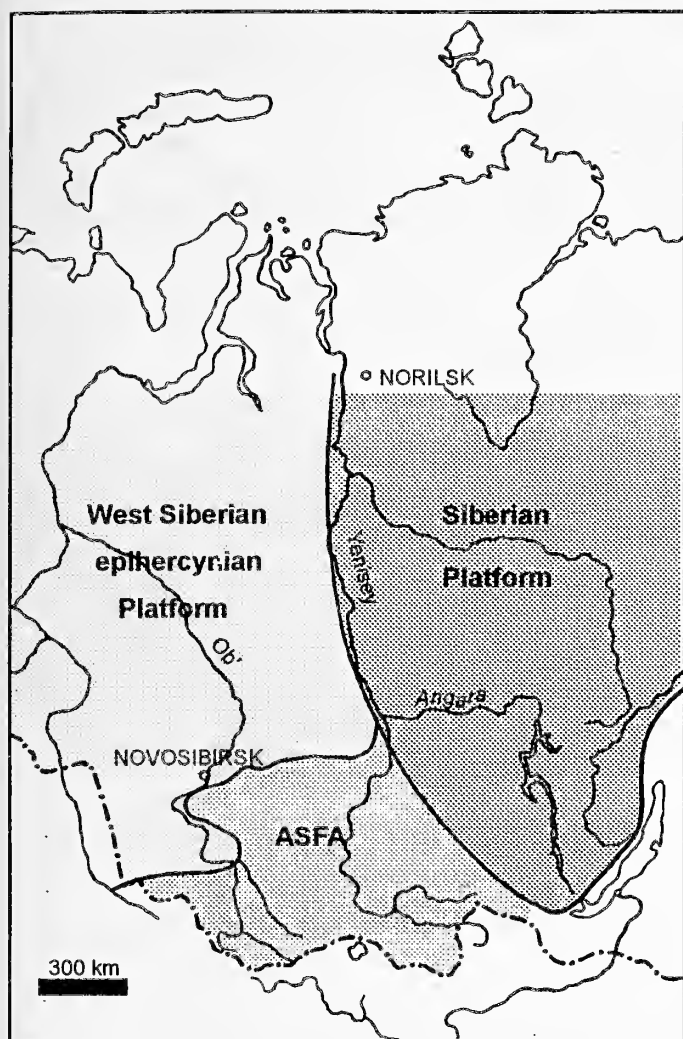 NORILSK
West Siberian
epihercynian
Platform
Siberian
Platform
Yenisey
Ob'
Angara
NOVOSIBIRSK
ASFA
300 km